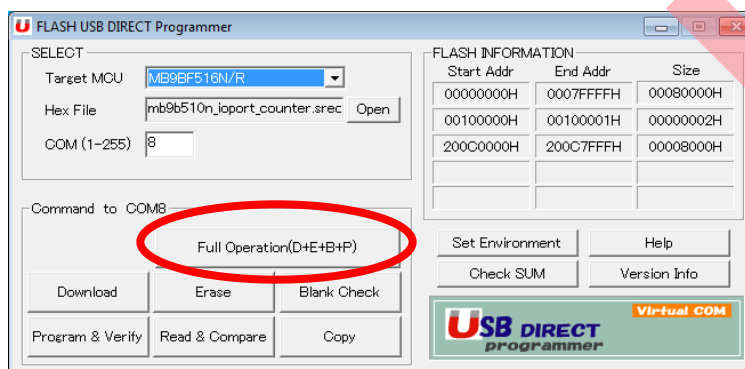 FLASH USB DIRECT Programmer
SELECT
Target MCU MB9BF516N/R
Hex File mb9b510n_ioport_counter.srec Open
COM (1-255) 8
Command to COM8
Full Operation(D+E+B+P)
Download Erase Blank Check
Program & Verify Read & Compare Copy
FLASH INFORMATION
Start Addr End Addr Size
00000000H 0007FFFFH 00080000H
00100000H 00100001H 00000002H
200C0000H 200C7FFFH 00008000H
Set Environment Help
Check SUM Version Info
Virtual COM
USB DIRECT
programmer